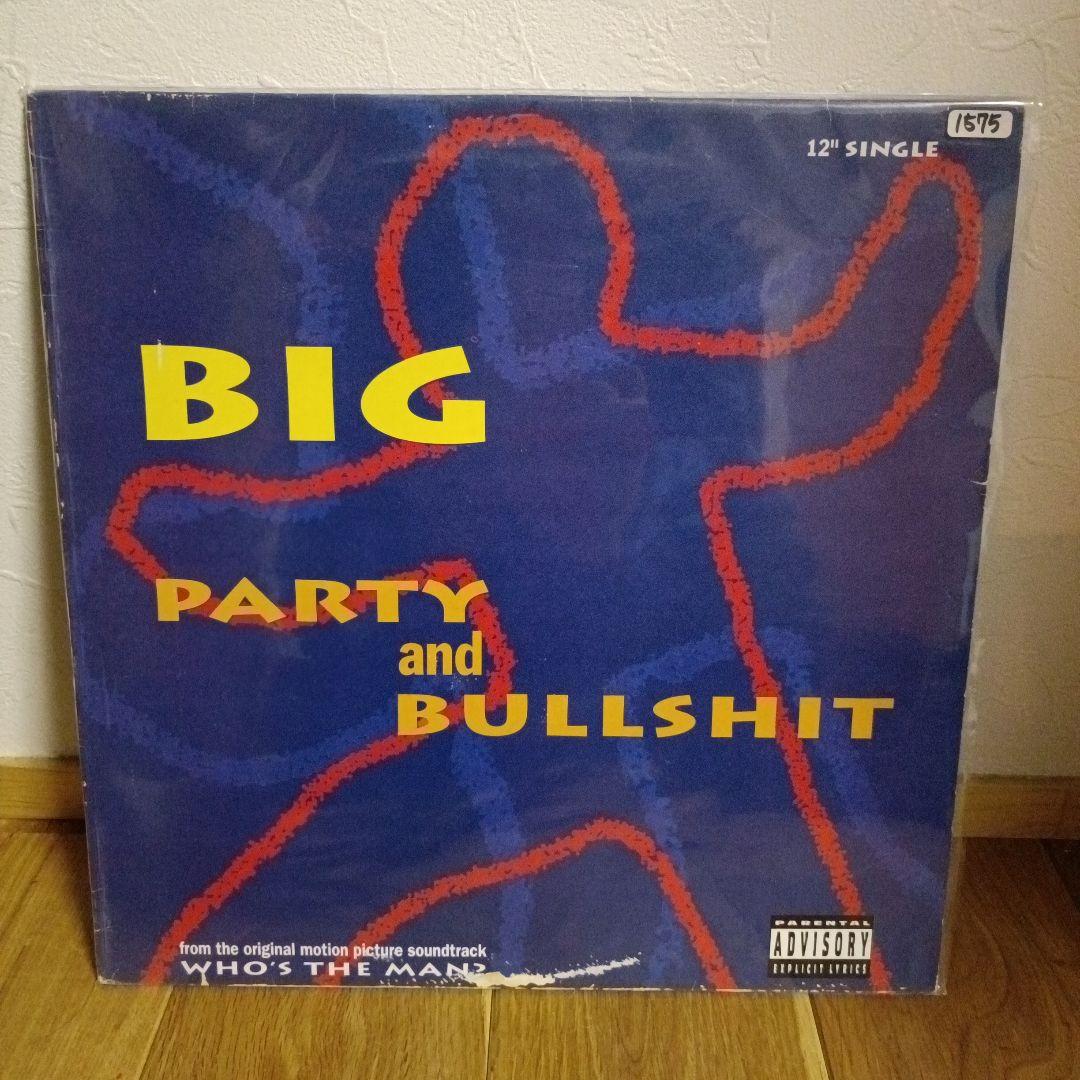 1575
12" SINGLE
BIG
PARTY
and
BULLSHIT
from the original motion picture soundtrack
WHO'S THE MAN?
PARENTAL
ADVISORY
EXPLICIT LYRICS